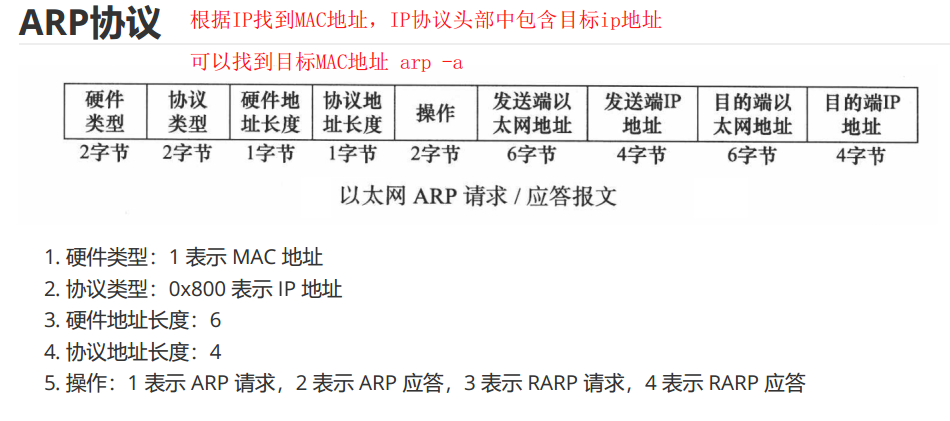 ARP协议 根据IP找到MAC地址，IP协议头部中包含目标ip地址
可以找到目标MAC地址 arp -a
硬件类型 协议类型 硬件地址长度 协议地址长度 操作 发送端以太网地址 发送端IP地址 目的端以太网地址 目的端IP地址
2字节 2字节 1字节 1字节 2字节 6字节 4字节 6字节 4字节
以太网 ARP 请求 / 应答报文
1. 硬件类型：1 表示 MAC 地址
2. 协议类型：0x800 表示 IP 地址
3. 硬件地址长度：6
4. 协议地址长度：4
5. 操作：1 表示 ARP 请求，2 表示 ARP 应答，3 表示 RARP 请求，4 表示 RARP 应答